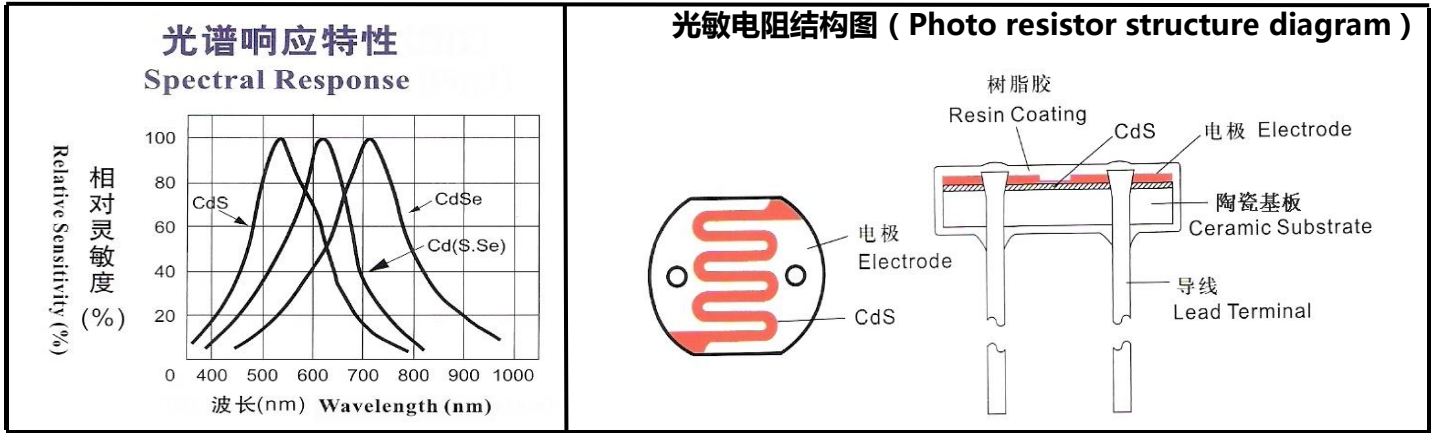 光谱响应特性
Spectral Response
相对灵敏度
(%)
Relative Sensitivity (%)
100
80
60
40
20
CdS
CdSe
Cd(S.Se)
0 400 500 600 700 800 900 1000
波长(nm) Wavelength (nm)
光敏电阻结构图（Photo resistor structure diagram）
树脂胶
Resin Coating
CdS
电极 Electrode
陶瓷基板
Ceramic Substrate
导线
Lead Terminal
电极
Electrode
CdS